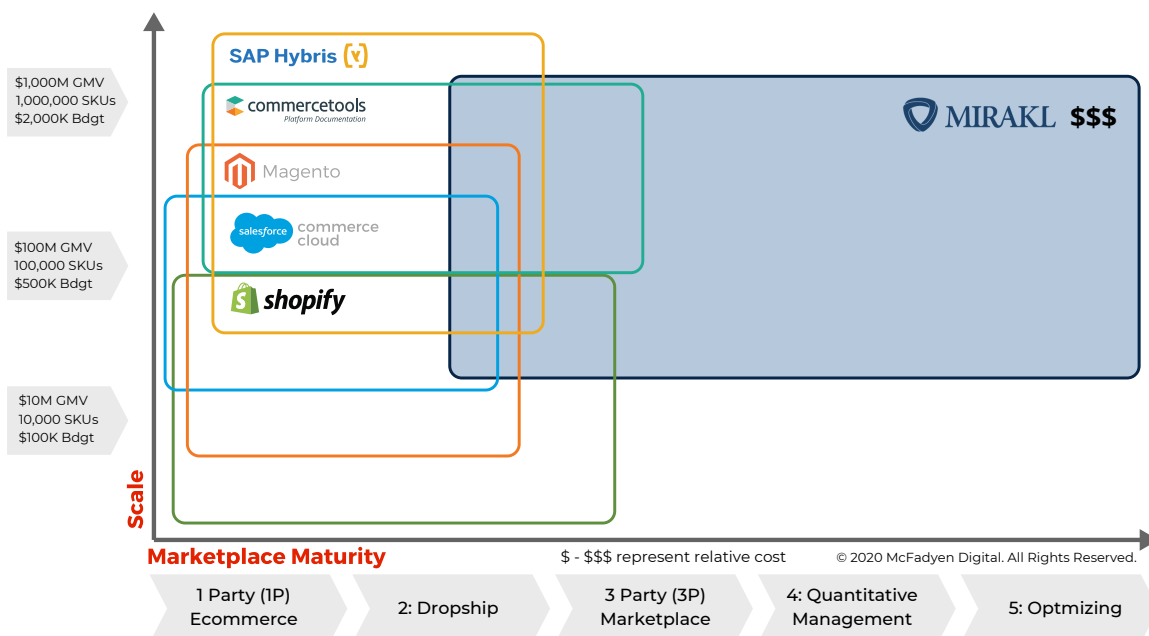 SAP Hybris
$1,000M GMV
1,000,000 SKUs
$2,000K Bdgt
commercetools
Platform Documentation
MIRAKL $$$
Magento
salesforce
commerce
cloud
$100M GMV
100,000 SKUs
$500K Bdgt
shopify
$10M GMV
10,000 SKUs
$100K Bdgt
Scale
Marketplace Maturity
$ - $$$ represent relative cost
© 2020 McFadyen Digital. All Rights Reserved.
1 Party (1P)
Ecommerce
2: Dropship
3 Party (3P)
Marketplace
4: Quantitative
Management
5: Optmizing